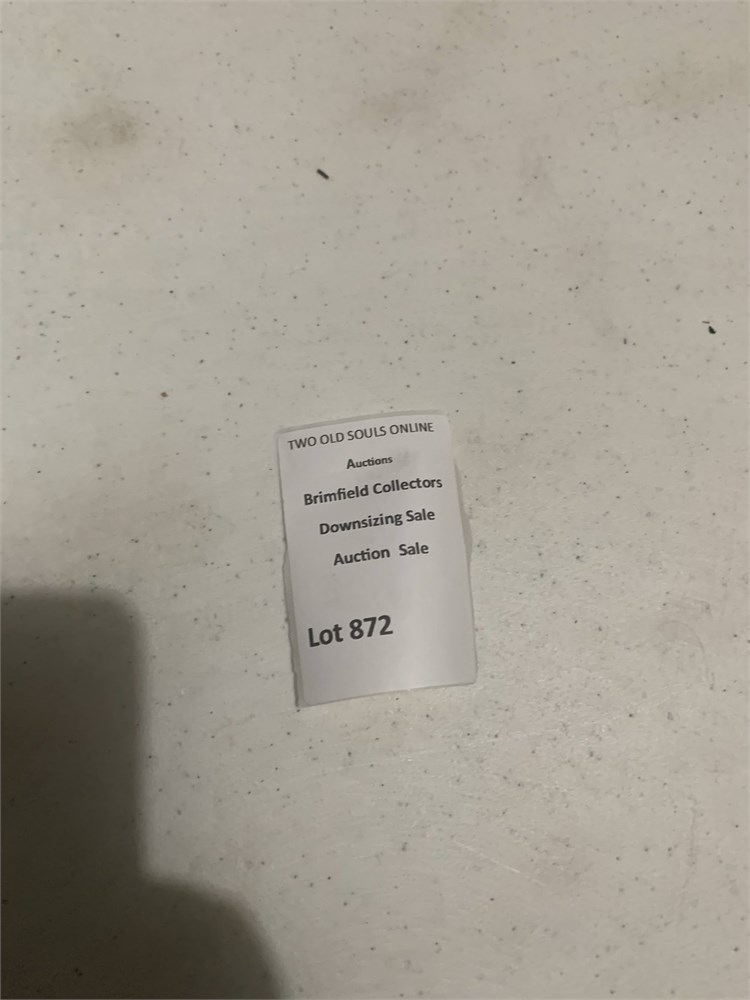 TWO OLD SOULS ONLINE
Auctions
Brimfield Collectors
Downsizing Sale
Auction Sale
Lot 872